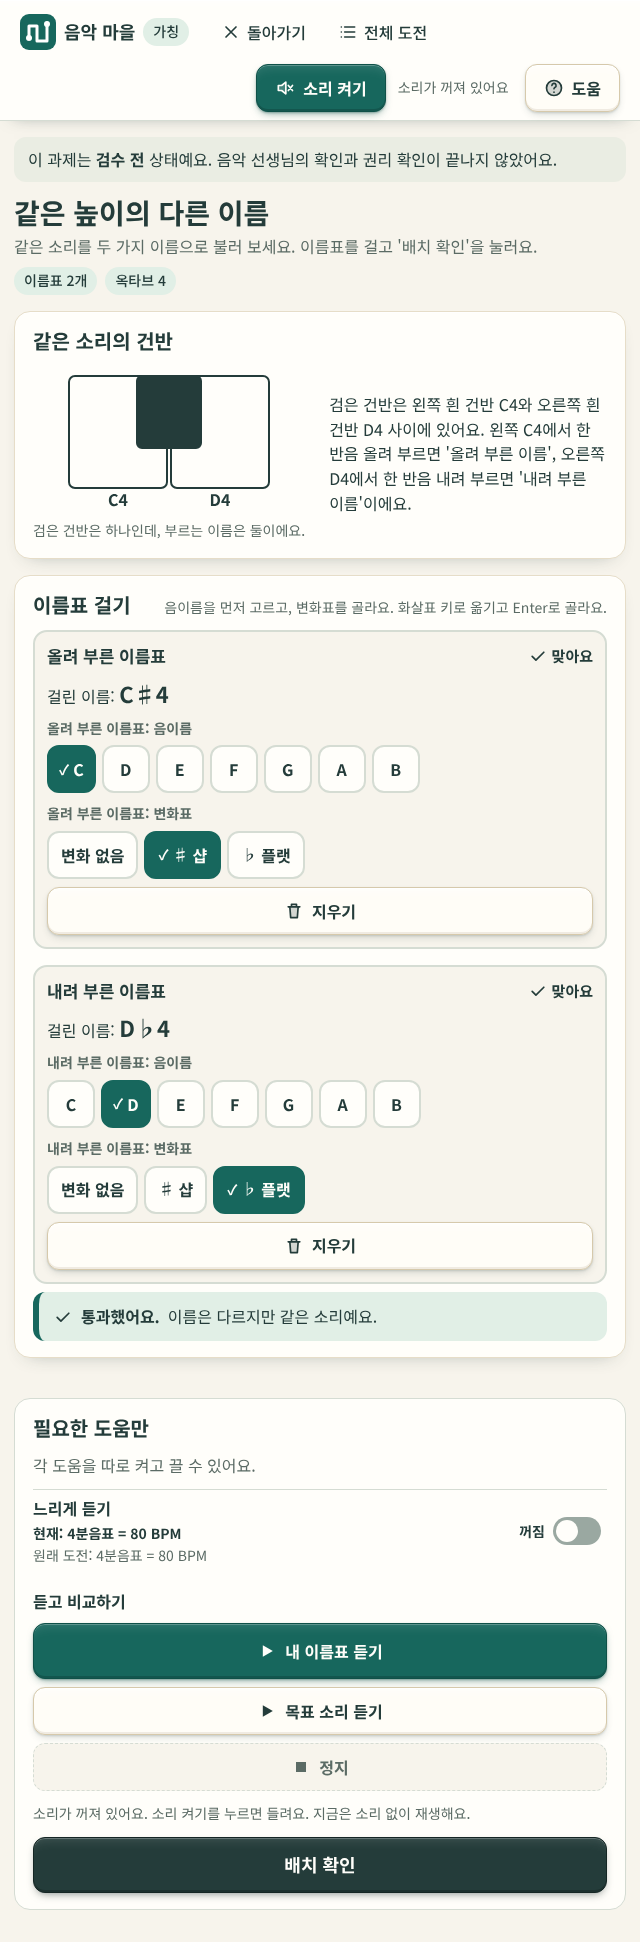 음악 마을 가칭 돌아가기 전체 도전
소리 켜기 소리가 꺼져 있어요 도움
이 과제는 검수 전 상태예요. 음악 선생님의 확인과 권리 확인이 끝나지 않았어요.
같은 높이의 다른 이름
같은 소리를 두 가지 이름으로 불러 보세요. 이름표를 걸고 '배치 확인'을 눌러요.
이름표 2개 옥타브 4
같은 소리의 건반
C4 D4
검은 건반은 하나인데, 부르는 이름은 둘이에요.
검은 건반은 왼쪽 흰 건반 C4와 오른쪽 흰
건반 D4 사이에 있어요. 왼쪽 C4에서 한
반음 올려 부르면 '올려 부른 이름', 오른쪽
D4에서 한 반음 내려 부르면 '내려 부른
이름'이에요.
이름표 걸기 음이름을 먼저 고르고, 변화표를 골라요. 화살표 키로 옮기고 Enter로 골라요.
올려 부른 이름표 ✓ 맞아요
걸린 이름: C♯4
올려 부른 이름표: 음이름
✓ C D E F G A B
올려 부른 이름표: 변화표
변화 없음 ✓ ♯ 샵 ♭ 플랫
지우기
내려 부른 이름표 ✓ 맞아요
걸린 이름: D♭4
내려 부른 이름표: 음이름
C ✓ D E F G A B
내려 부른 이름표: 변화표
변화 없음 ♯ 샵 ✓ ♭ 플랫
지우기
✓ 통과했어요. 이름은 다르지만 같은 소리예요.
필요한 도움만
각 도움을 따로 켜고 끌 수 있어요.
느리게 듣기
현재: 4분음표 = 80 BPM 꺼짐
원래 도전: 4분음표 = 80 BPM
듣고 비교하기
내 이름표 듣기
목표 소리 듣기
정지
소리가 꺼져 있어요. 소리 켜기를 누르면 들려요. 지금은 소리 없이 재생해요.
배치 확인